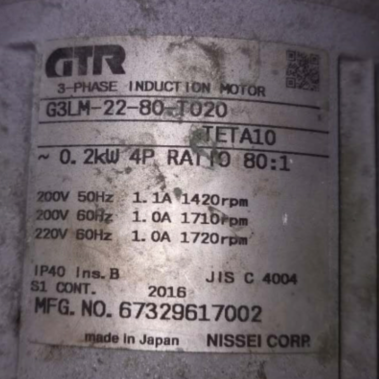 GTR
3-PHASE INDUCTION MOTOR
G3LM-22-80-T020
TETA10
~ 0.2kW 4P RATIO 80:1
200V 50Hz 1.1A 1420rpm
200V 60Hz 1.0A 1710rpm
220V 60Hz 1.0A 1720rpm
IP40 Ins.B JIS C 4004
S1 CONT. 2016
MFG. NO. 67329617002
made in Japan NISSEI CORP.